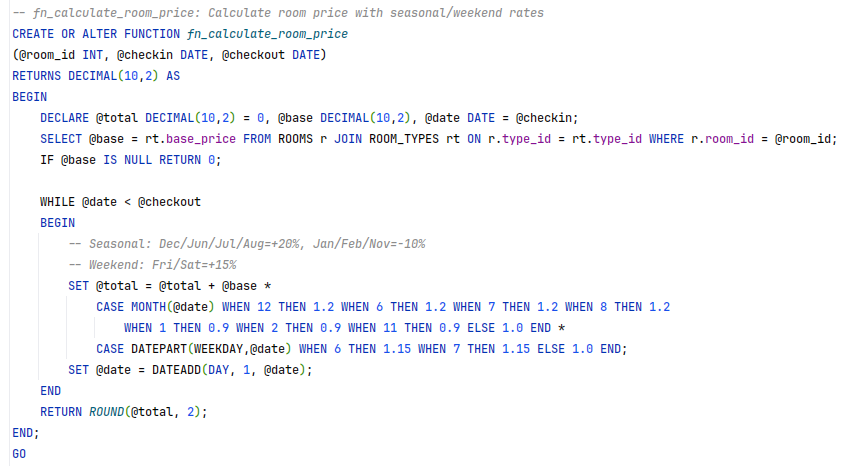 -- fn_calculate_room_price: Calculate room price with seasonal/weekend rates
CREATE OR ALTER FUNCTION fn_calculate_room_price
(@room_id INT, @checkin DATE, @checkout DATE)
RETURNS DECIMAL(10,2) AS
BEGIN
    DECLARE @total DECIMAL(10,2) = 0, @base DECIMAL(10,2), @date DATE = @checkin;
    SELECT @base = rt.base_price FROM ROOMS r JOIN ROOM_TYPES rt ON r.type_id = rt.type_id WHERE r.room_id = @room_id;
    IF @base IS NULL RETURN 0;

    WHILE @date < @checkout
    BEGIN
        -- Seasonal: Dec/Jun/Jul/Aug=+20%, Jan/Feb/Nov=-10%
        -- Weekend: Fri/Sat=+15%
        SET @total = @total + @base *
            CASE MONTH(@date) WHEN 12 THEN 1.2 WHEN 6 THEN 1.2 WHEN 7 THEN 1.2 WHEN 8 THEN 1.2
                WHEN 1 THEN 0.9 WHEN 2 THEN 0.9 WHEN 11 THEN 0.9 ELSE 1.0 END *
            CASE DATEPART(WEEKDAY,@date) WHEN 6 THEN 1.15 WHEN 7 THEN 1.15 ELSE 1.0 END;
        SET @date = DATEADD(DAY, 1, @date);
    END
    RETURN ROUND(@total, 2);
END;
GO